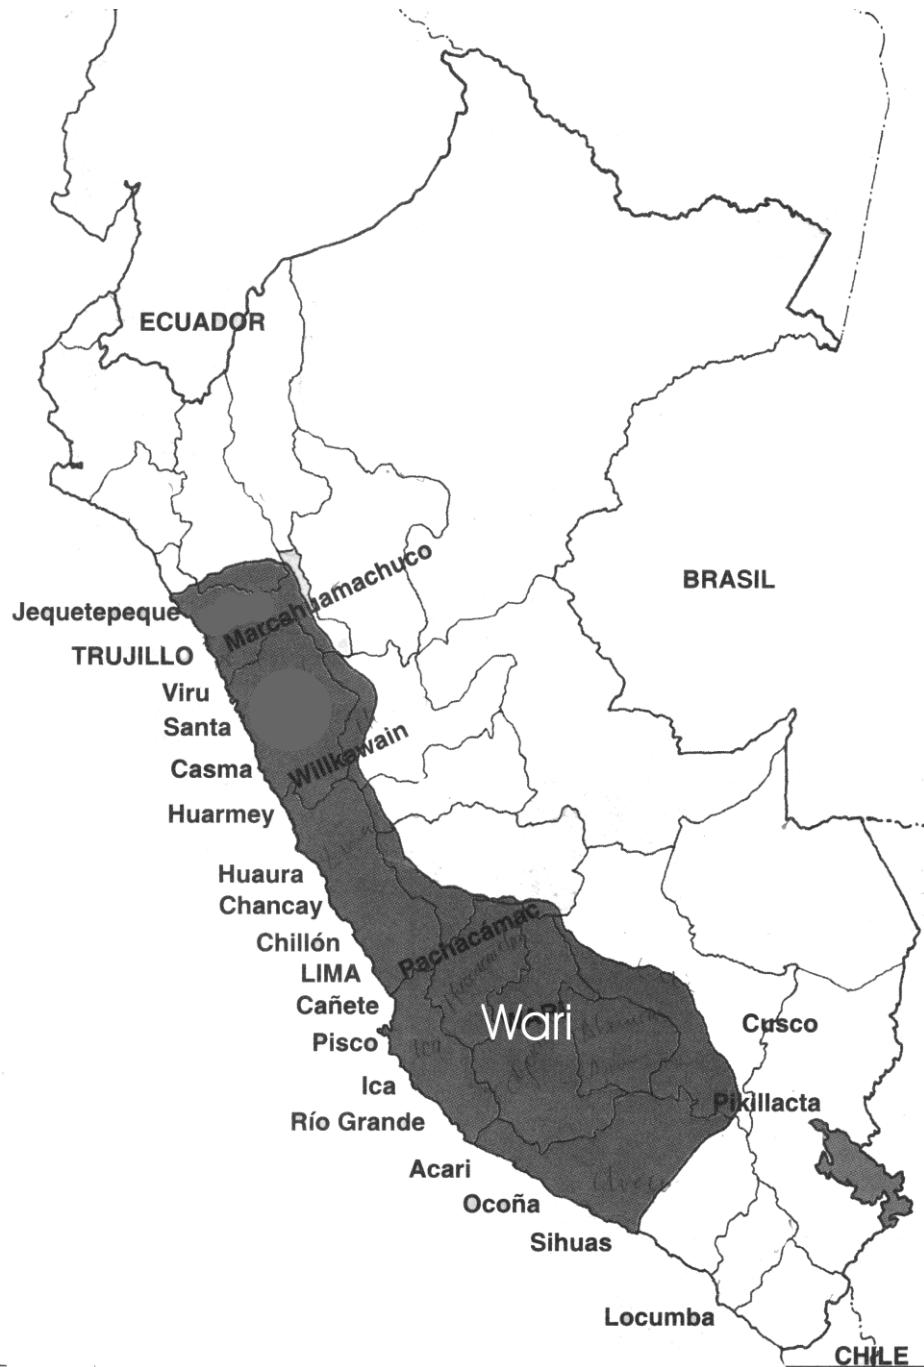 ECUADOR
BRASIL
Marcahuamachuco
Jequetepeque
TRUJILLO
Viru
Santa
Casma
Willkawain
Huarmey
Huaura
Chancay
Chillón
Pachacámac
LIMA
Cañete
Wari
Cusco
Pisco
Ica
Pikillacta
Río Grande
Acari
Ocoña
Sihuas
Locumba
CHILE